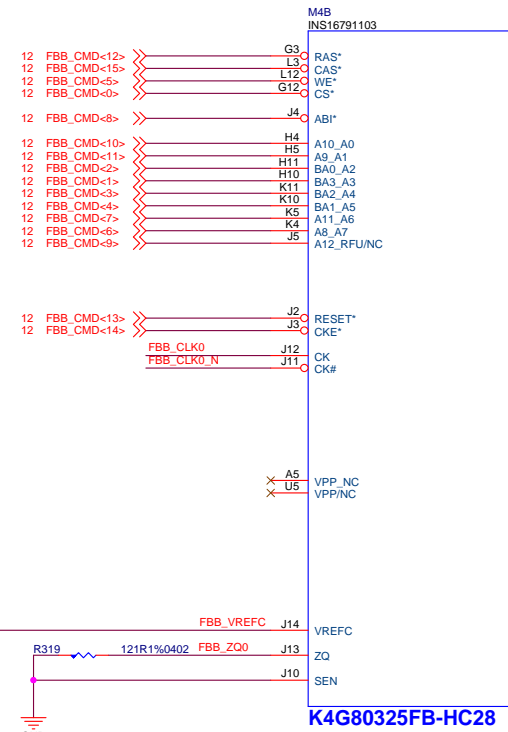 M4B
INS16791103
12 FBB_CMD<12> G3 RAS*
12 FBB_CMD<15> L3 CAS*
12 FBB_CMD<5> L12 WE*
12 FBB_CMD<0> G12 CS*
12 FBB_CMD<8> J4 ABI*
12 FBB_CMD<10> H4 A10_A0
12 FBB_CMD<11> H5 A9_A1
12 FBB_CMD<2> H11 BA0_A2
12 FBB_CMD<1> H10 BA3_A3
12 FBB_CMD<3> K11 BA2_A4
12 FBB_CMD<4> K10 BA1_A5
12 FBB_CMD<7> K5 A11_A6
12 FBB_CMD<6> K4 A8_A7
12 FBB_CMD<9> J5 A12_RFU/NC
12 FBB_CMD<13> J2 RESET*
12 FBB_CMD<14> J3 CKE*
FBB_CLK0 J12 CK
FBB_CLK0_N J11 CK#
A5 VPP_NC
U5 VPP/NC
FBB_VREFC J14 VREFC
R319 121R1%0402 FBB_ZQ0 J13 ZQ
J10 SEN
K4G80325FB-HC28